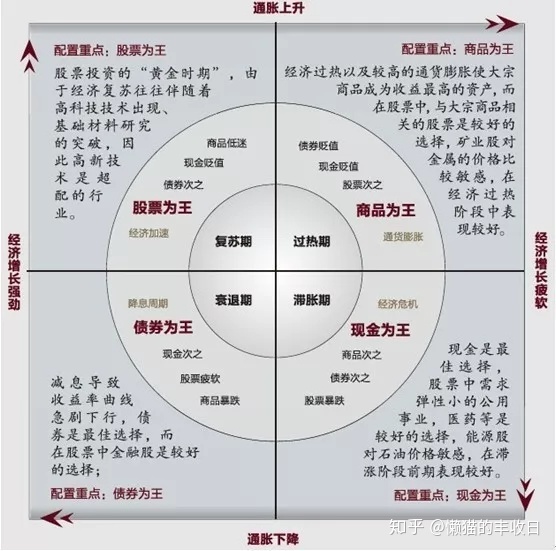 通胀上升
配置重点：股票为王
股票投资的“黄金时期”，由
于经济复苏往往伴随着
高科技技术出现、
基础材料研究
的突破，因
此高新技
术是超
配的行
业。
配置重点：商品为王
经济过热以及较高的通货膨胀使大宗
商品成为收益最高的资产，而
在股票中，与大宗商品相
关的股票是较好的
选择，矿业股对
金属的价格比
较敏感，在
经济过热
阶段中表
现较好。
商品低迷
现金贬值
债券次之
股票为王
经济加速
复苏期
债券贬值
现金贬值
股票次之
商品为王
通货膨胀
过热期
经济增长强劲
经济增长疲软
衰退期
降息周期
债券为王
现金次之
股票疲软
商品暴跌
滞胀期
经济危机
现金为王
商品次之
债券次之
股票暴跌
减息导致
收益率曲线
急剧下行，债
券是最佳选择，而
在股票中金融股是较好
的选择；
配置重点：债券为王
现金是最
佳选择，
股票中需求
弹性小的公用
事业，医药等是
较好的选择，能源股
对石油价格敏感，在滞
涨阶段前期表现较好。
配置重点：现金为王
通胀下降
知乎 @懒猫的丰收日